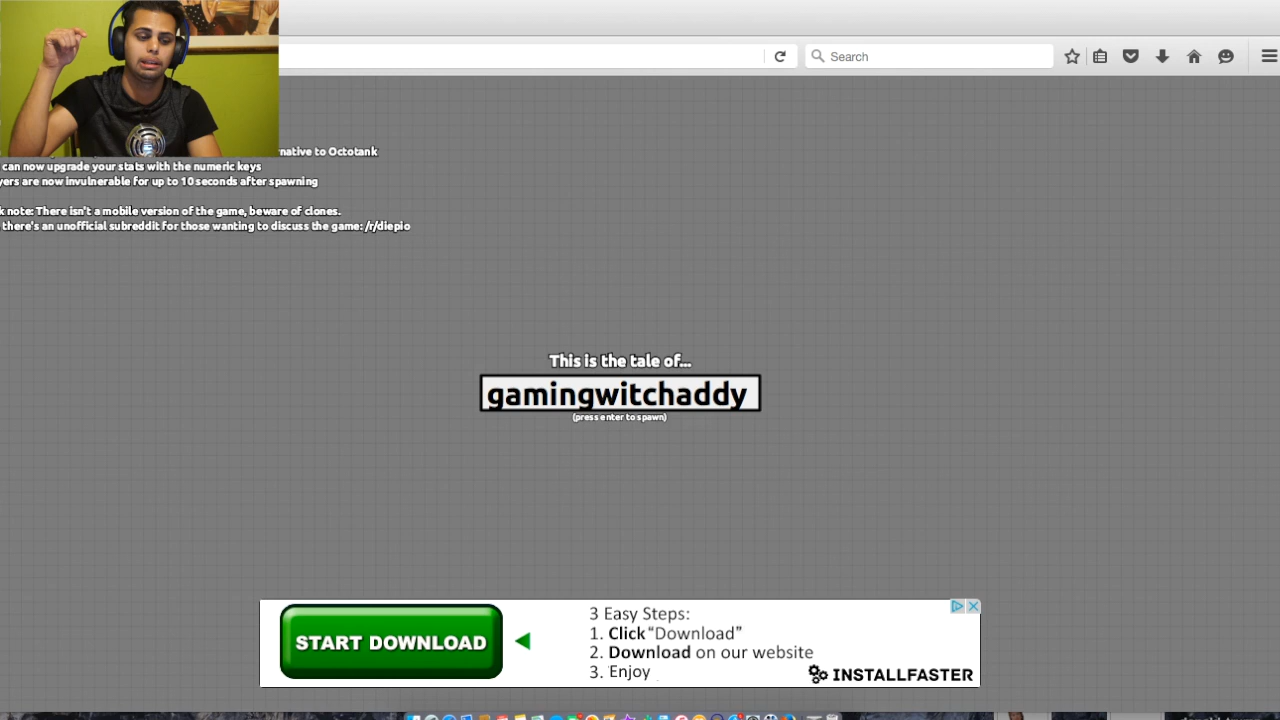 Search
native to Octotank
can now upgrade your stats with the numeric keys
yers are now invulnerable for up to 10 seconds after spawning
k note: There isn't a mobile version of the game, beware of clones.
there's an unofficial subreddit for those wanting to discuss the game: /r/diepio
This is the tale of...
gamingwitchaddy
(press enter to spawn)
START DOWNLOAD
3 Easy Steps:
1. Click "Download"
2. Download on our website
3. Enjoy
INSTALLFASTER